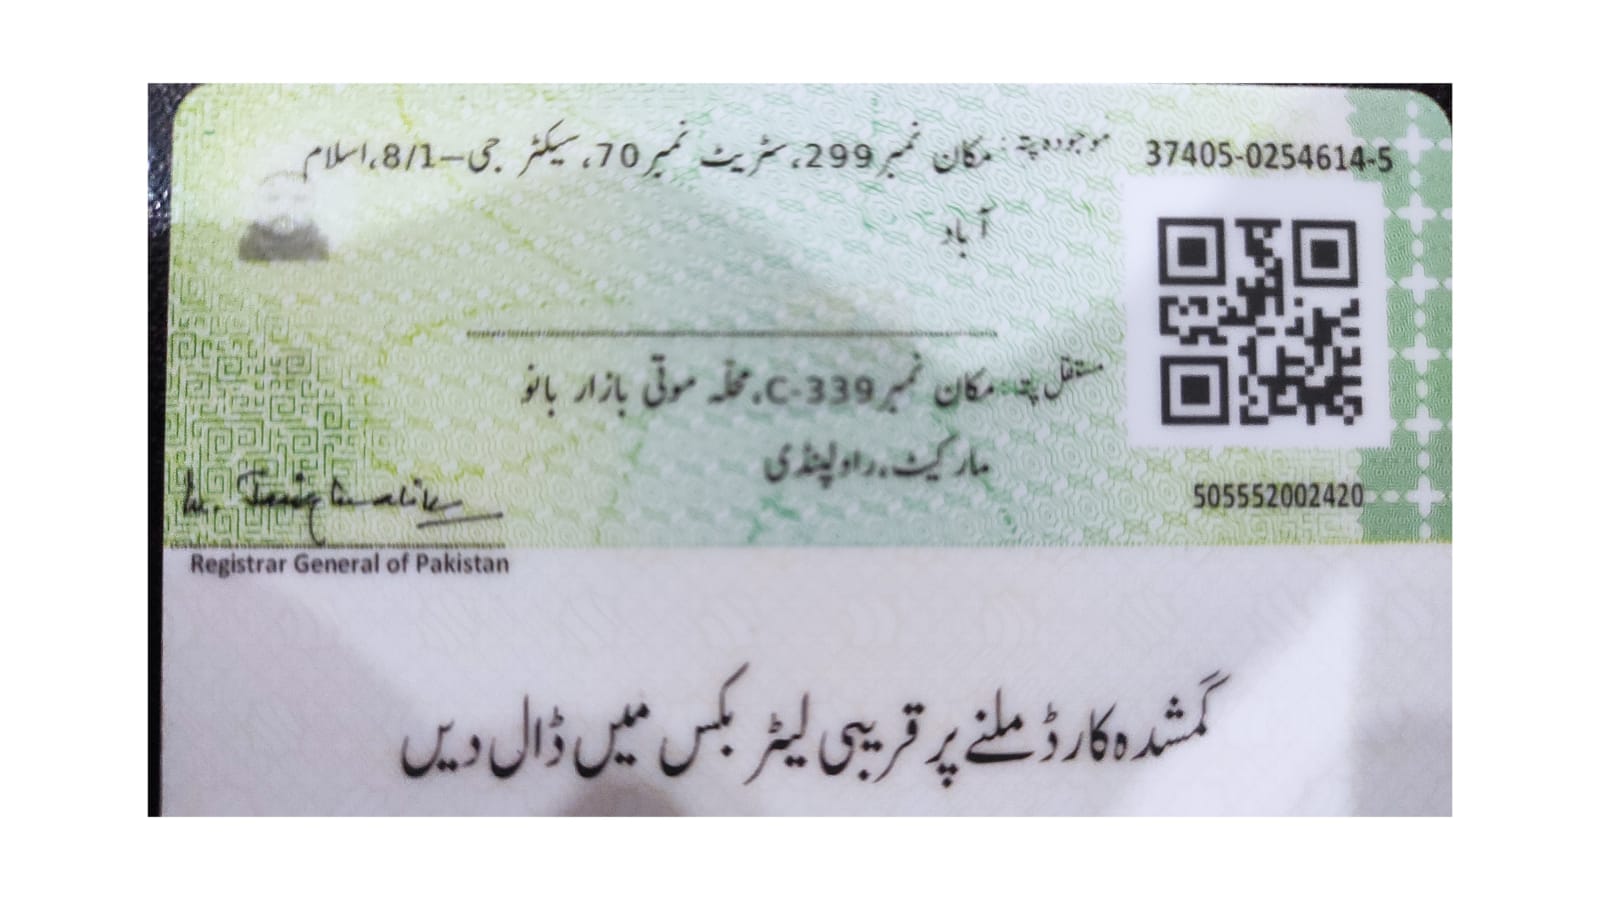 37405-0254614-5
موجودہ پتہ: مکان نمبر 299، سٹریٹ نمبر 70، سیکٹر جی–8/1، اسلام
آباد
مستقل پتہ: مکان نمبر C-339، محلّہ موتی بازار بانو
مارکیٹ، راولپنڈی
505552002420
Registrar General of Pakistan
گمشدہ کارڈ ملنے پر قریبی لیٹر بکس میں ڈال دیں